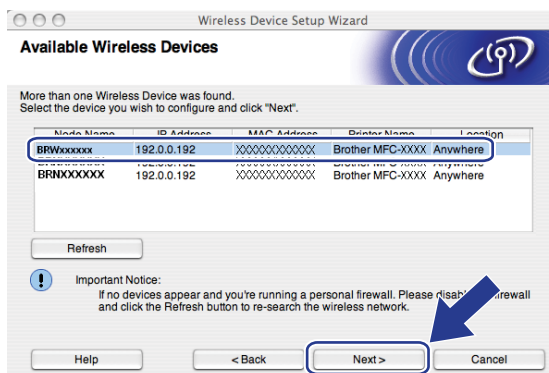 Wireless Device Setup Wizard
Available Wireless Devices
More than one Wireless Device was found.
Select the device you wish to configure and click "Next".
Node Name IP Address MAC Address Printer Name Location
BRWxxxxxx 192.0.0.192 XXXXXXXXXXXX Brother MFC-XXXX Anywhere
BRNXXXXXX 192.0.0.192 XXXXXXXXXXXX Brother MFC-XXXX Anywhere
Refresh
Important Notice:
If no devices appear and you're running a personal firewall. Please firewall
and click the Refresh button to re-search the wireless network.
Help
< Back
Next >
Cancel